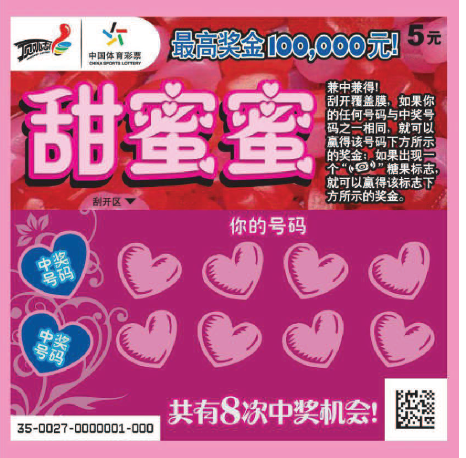 顶呱刮
中国体育彩票
CHINA SPORTS LOTTERY
最高奖金100,000元!
5元
甜蜜蜜
兼中兼得!
刮开覆盖膜,如果你
的任何号码与中奖号
码之一相同,就可以
赢得该号码下方所示
的奖金;如果出现一
个“ ”糖果标志,
就可以赢得该标志下
方所示的奖金。
刮开区▼
你的号码
中奖
号码
中奖
号码
共有8次中奖机会!
35-0027-0000001-000